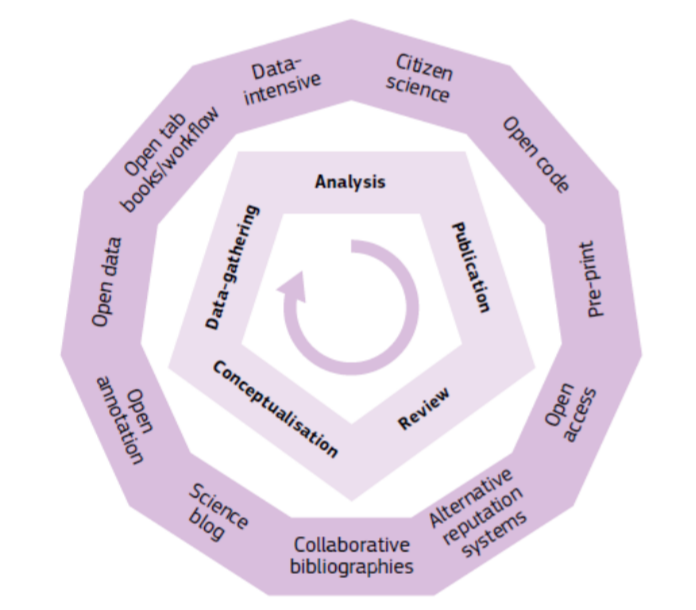 Data-
intensive
Citizen
science
Open code
Pre-print
Open
access
Alternative
reputation
systems
Collaborative
bibliographies
Science
blog
Open
annotation
Open data
Open tab
books/workflow
Analysis
Publication
Review
Conceptualisation
Data-gathering